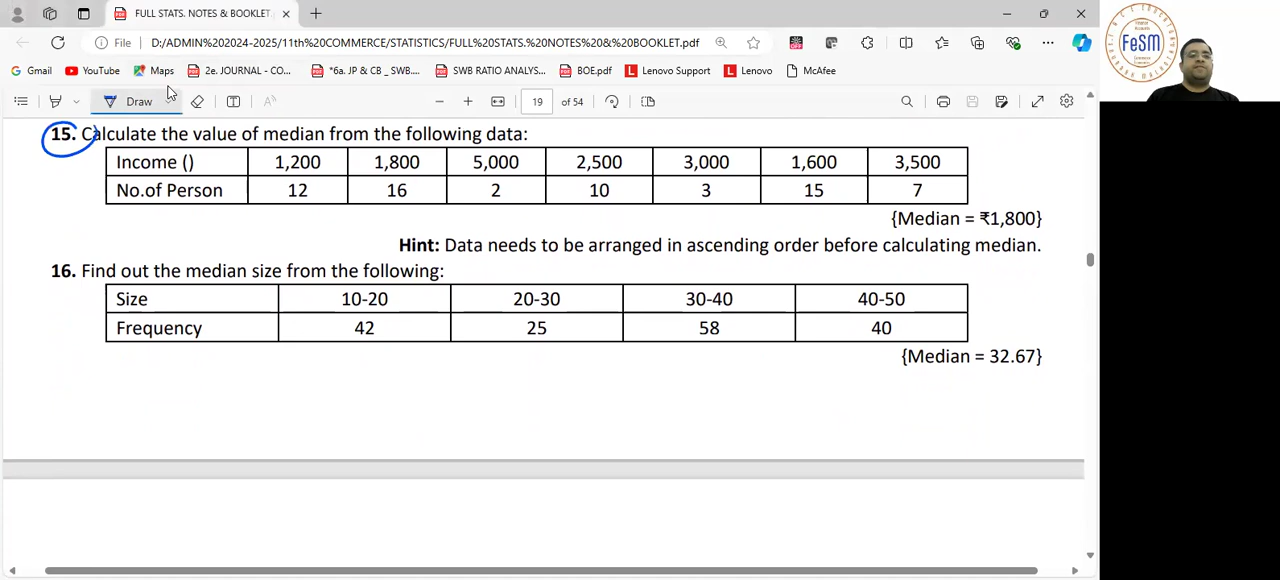 FULL STATS. NOTES & BOOKLET.
File D:/ADMIN%202024-2025/11th%20COMMERCE/STATISTICS/FULL%20STATS.%20NOTES%20&%20BOOKLET.pdf
Gmail YouTube Maps 2e. JOURNAL - CO... *6a. JP & CB _ SWB.... SWB RATIO ANALYS... BOE.pdf Lenovo Support Lenovo McAfee
Draw 19 of 54
15. Calculate the value of median from the following data:
Income () 1,200 1,800 5,000 2,500 3,000 1,600 3,500
No.of Person 12 16 2 10 3 15 7
{Median = ₹1,800}
Hint: Data needs to be arranged in ascending order before calculating median.
16. Find out the median size from the following:
Size 10-20 20-30 30-40 40-50
Frequency 42 25 58 40
{Median = 32.67}
FeSM